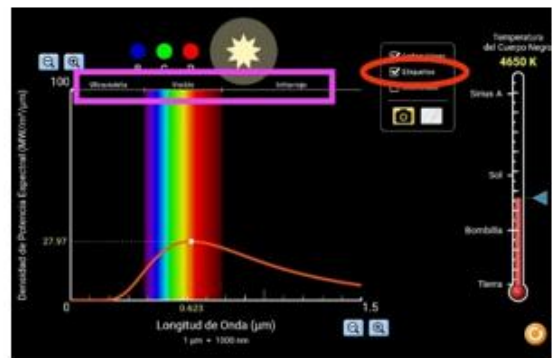 Temperatura
del Cuerpo Negro
4650 K
B G R
100
Ultravioleta Visible Infrarrojo
Etiquetas
Sirius A
Sol
Bombilla
Tierra
Densidad de Potencia Espectral (MW/m²/μm)
27.97
0
0.623
1.5
Longitud de Onda (μm)
1 μm = 1000 nm